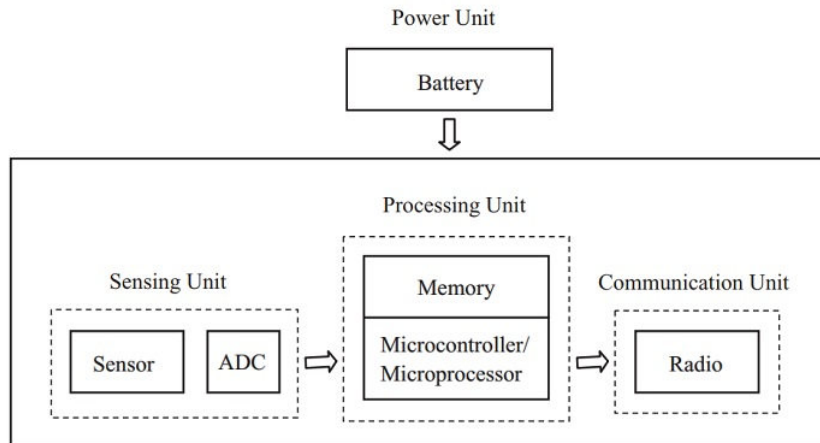 Power Unit
Battery
Processing Unit
Sensing Unit
Memory
Communication Unit
Sensor
ADC
Microcontroller/
Microprocessor
Radio